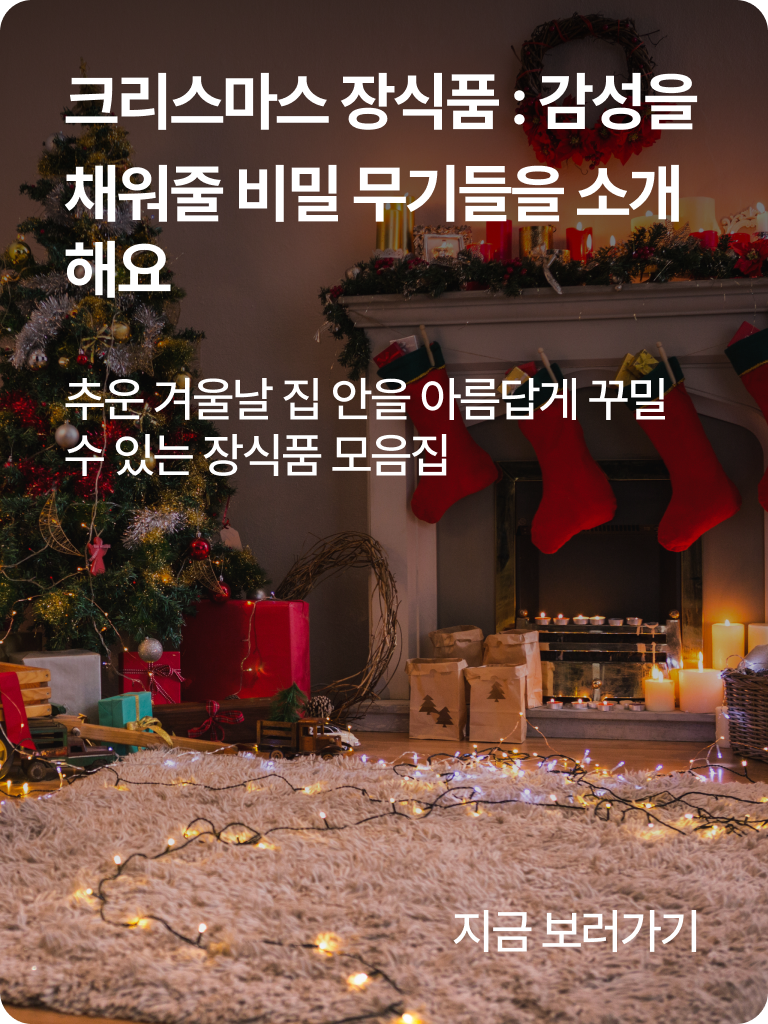 크리스마스 장식품 : 감성을
채워줄 비밀 무기들을 소개
해요
추운 겨울날 집 안을 아름답게 꾸밀
수 있는 장식품 모음집
지금 보러가기